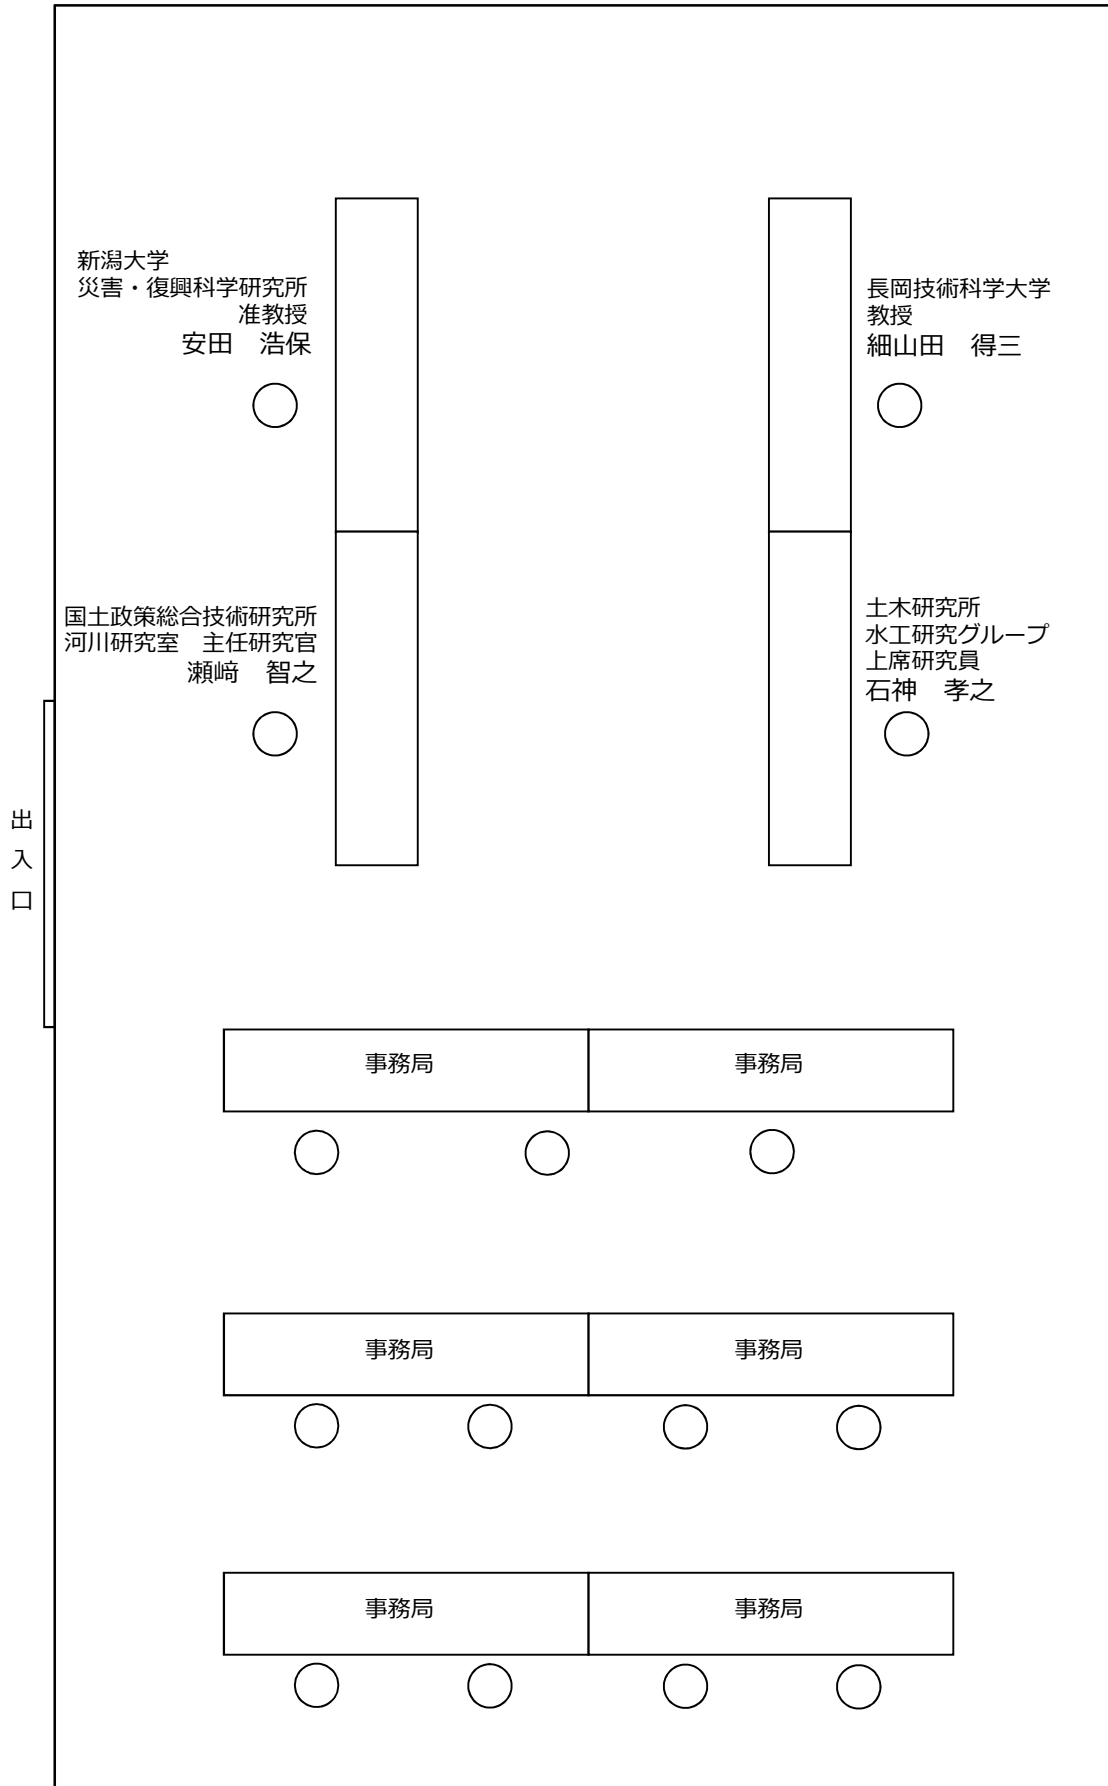 新潟大学
災害・復興科学研究所
准教授
安田　浩保
長岡技術科学大学
教授
細山田　得三
国土政策総合技術研究所
河川研究室　主任研究官
瀬﨑　智之
土木研究所
水工研究グループ
上席研究員
石神　孝之
出
入
口
事務局
事務局
事務局
事務局
事務局
事務局